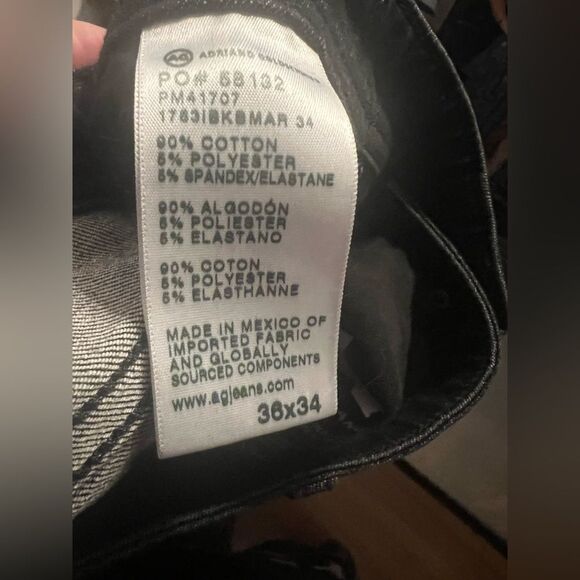 AG ADRIANO
PO# 58132
PM41707
1783IBKBMAR 34
90% COTTON
5% POLYESTER
5% SPANDEX/ELASTANE
90% ALGODÓN
5% POLIESTER
5% ELASTANO
90% COTON
5% POLYESTER
5% ELASTHANNE
MADE IN MEXICO OF
IMPORTED FABRIC
AND GLOBALLY
SOURCED COMPONENTS
www.agjeans.com
36x34